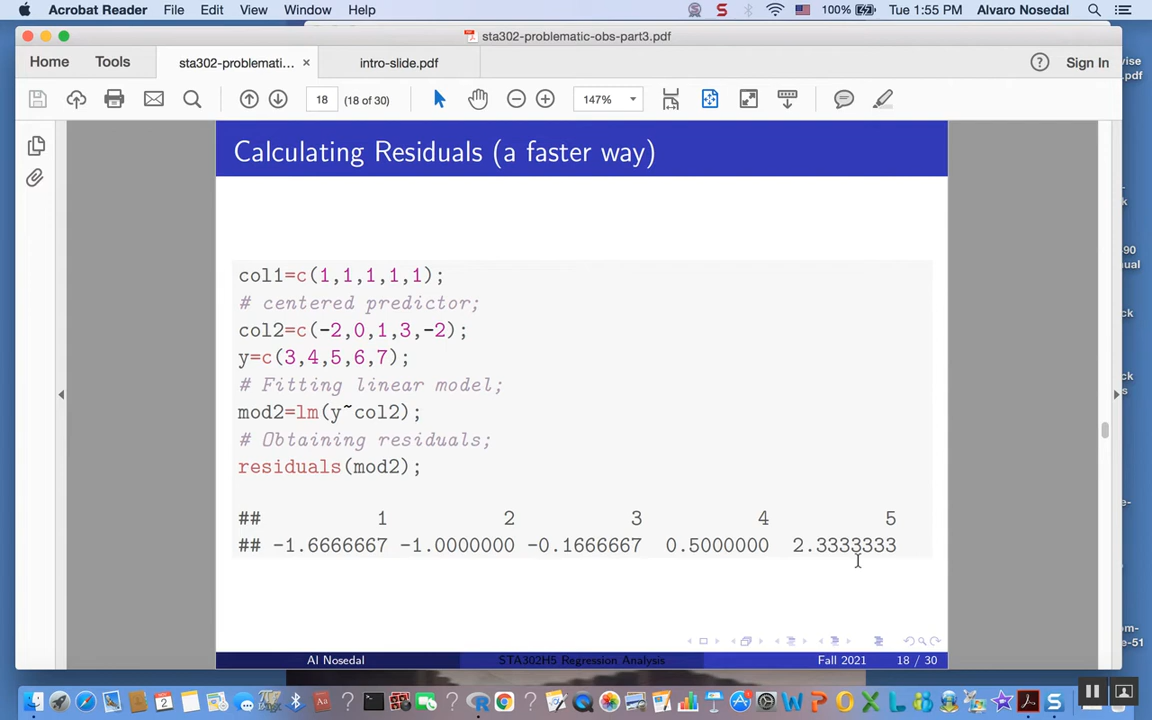 Acrobat Reader File Edit View Window Help 100% Tue 1:55 PM Alvaro Nosedal
sta302-problematic-obs-part3.pdf
Home Tools sta302-problemati... × intro-slide.pdf ? Sign In
18 (18 of 30) 147%
Calculating Residuals (a faster way)
col1=c(1,1,1,1,1);
# centered predictor;
col2=c(-2,0,1,3,-2);
y=c(3,4,5,6,7);
# Fitting linear model;
mod2=lm(y~col2);
# Obtaining residuals;
residuals(mod2);
## 1 2 3 4 5
## -1.6666667 -1.0000000 -0.1666667 0.5000000 2.3333333
Al Nosedal STA302H5 Regression Analysis Fall 2021 18 / 30